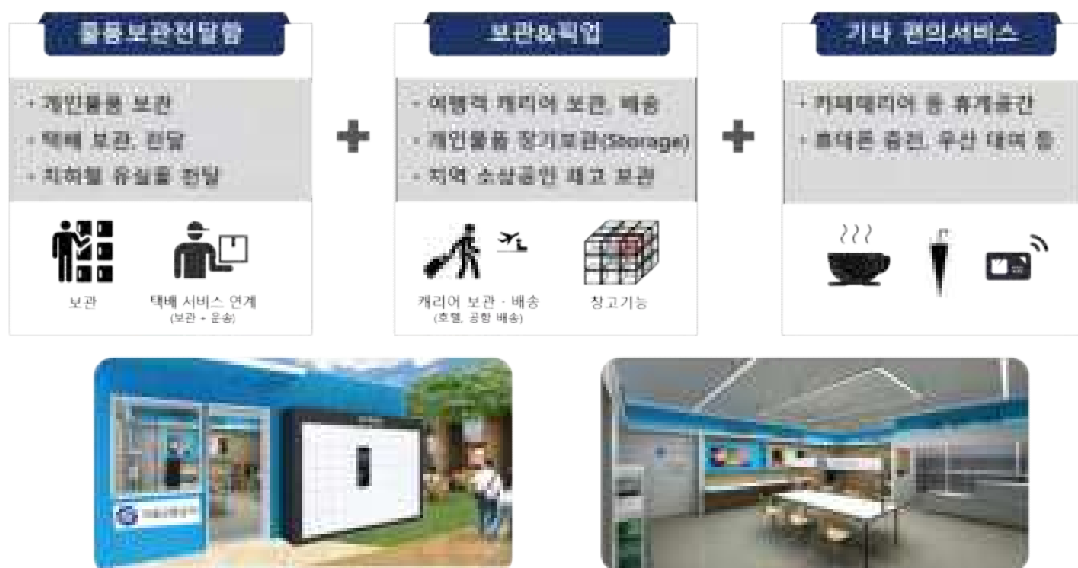 물품보관전달함
• 개인물품 보관
• 택배 보관, 전달
• 지하철 유실물 전달
보관
택배 서비스 연계
(보관 + 운송)
보관&픽업
• 여행객 캐리어 보관, 배송
• 개인물품 장기보관(Storage)
• 지역 소상공인 재고 보관
캐리어 보관 · 배송
(호텔, 공항 배송)
창고기능
기타 편의서비스
• 카페테리아 등 휴게공간
• 휴대폰 충전, 우산 대여 등
서울교통공사